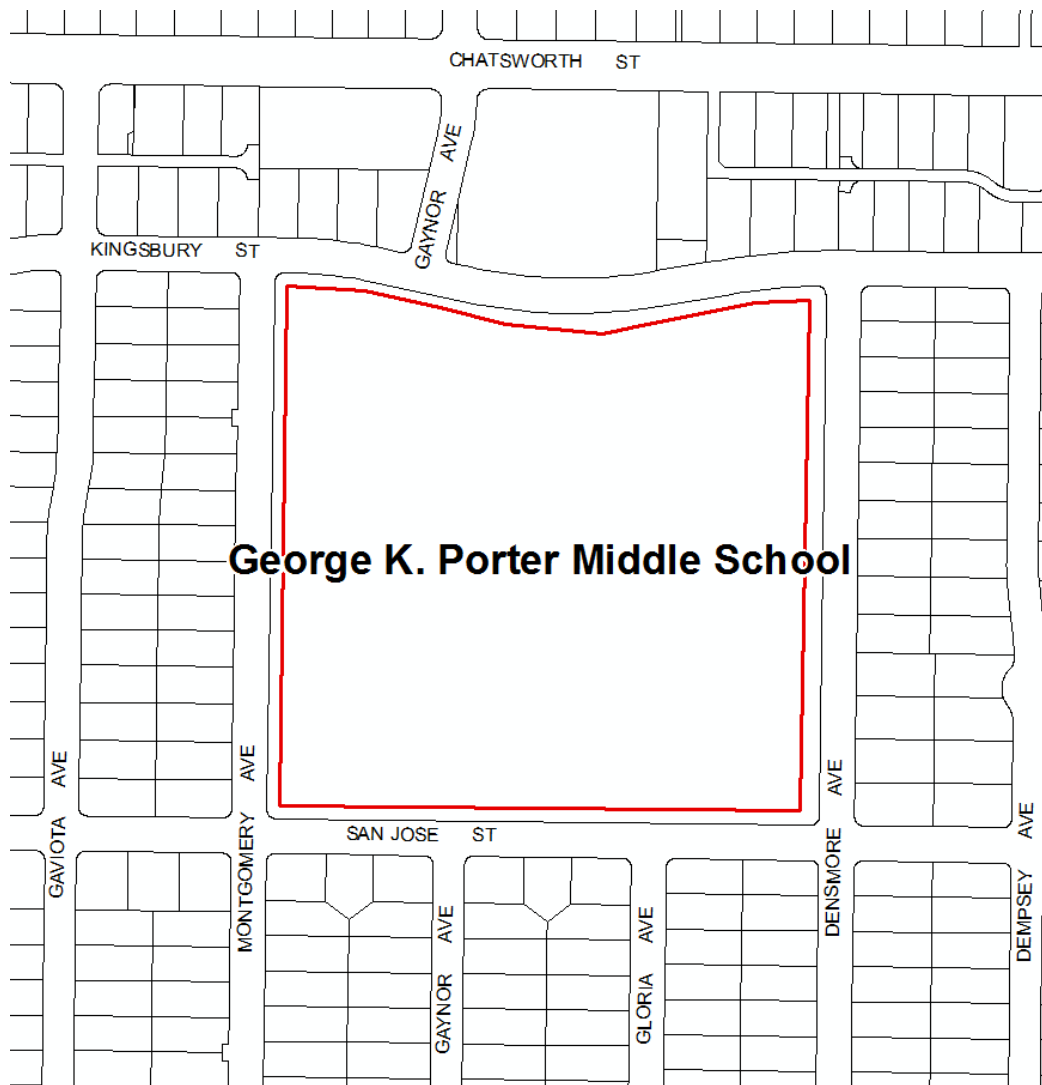 CHATSWORTH ST
GAYNOR AVE
KINGSBURY ST
George K. Porter Middle School
GAVIOTA AVE
MONTGOMERY AVE
SAN JOSE ST
DENSMORE AVE
DEMPSEY AVE
GAYNOR AVE
GLORIA AVE